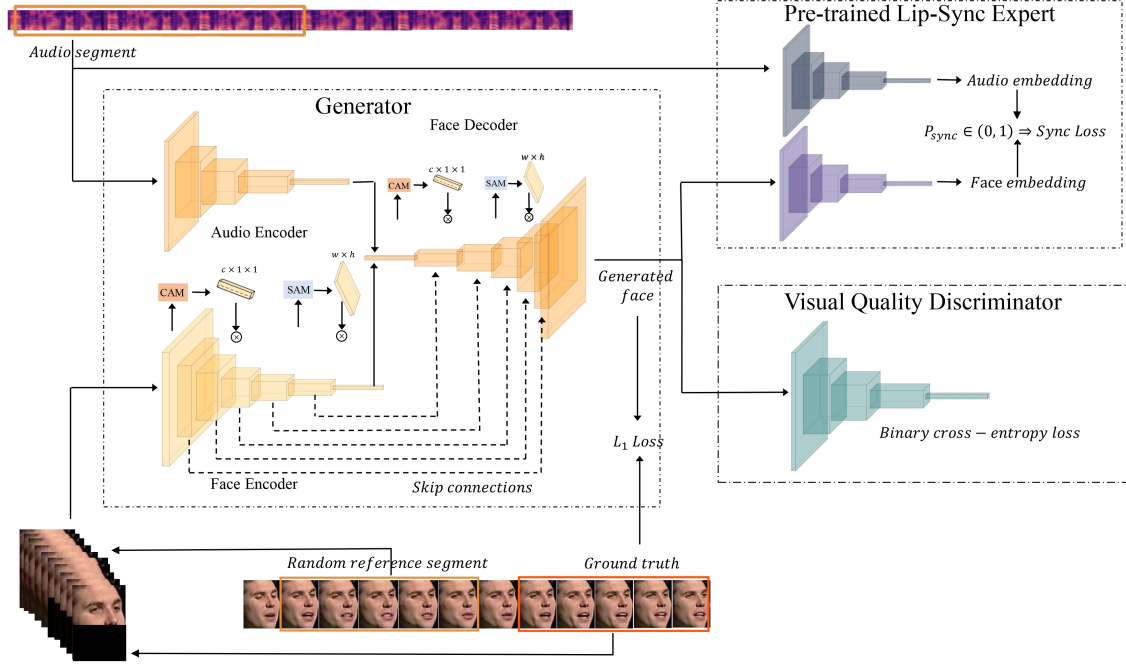 Pre-trained Lip-Sync Expert
Audio segment
Audio embedding
P_sync ∈ (0, 1) ⇒ Sync Loss
Face embedding
Generator
Face Decoder
CAM
c × 1 × 1
SAM
w × h
Audio Encoder
CAM
c × 1 × 1
SAM
w × h
Generated
face
Visual Quality Discriminator
Binary cross − entropy loss
L₁ Loss
Face Encoder
Skip connections
Random reference segment
Ground truth